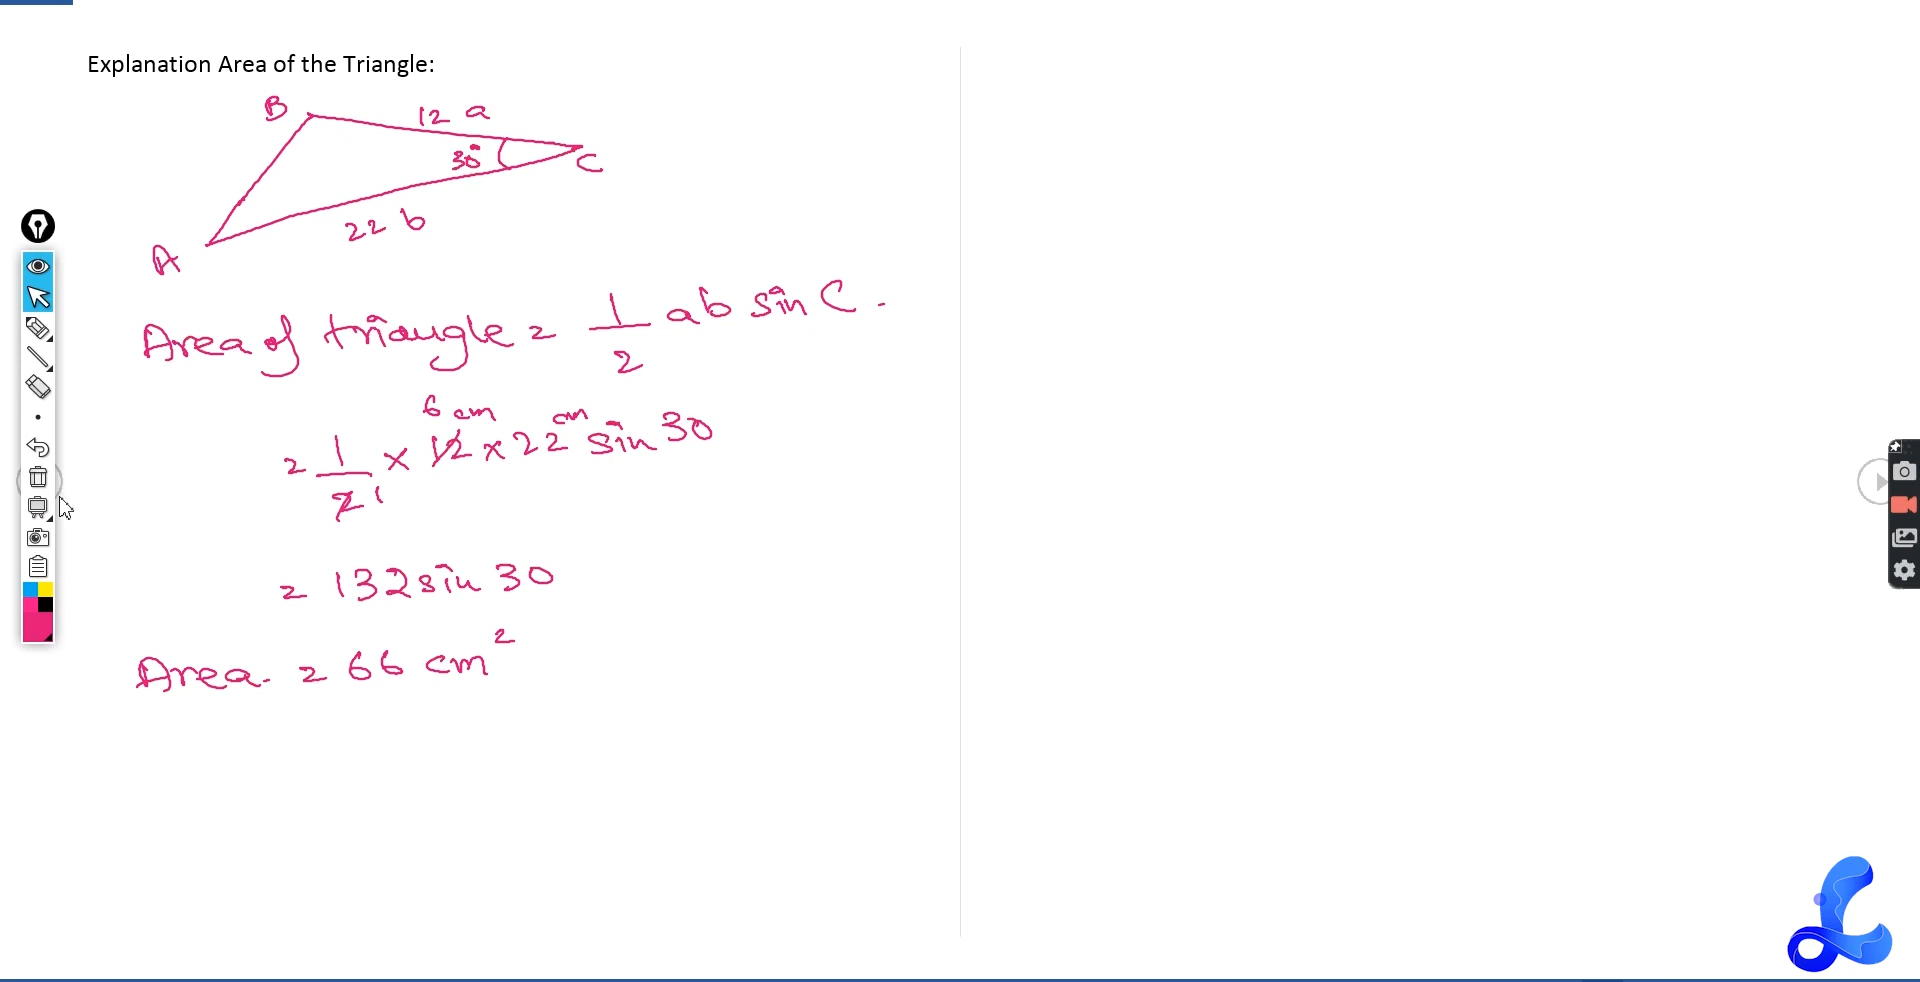 Explanation Area of the Triangle:
B
12 a
30°
C
22 b
A
Area of triangle = 1/2 ab sin C.
= 1/2 1 × 12 6 cm × 22 cm sin 30
= 132 sin 30
Area. = 66 cm²